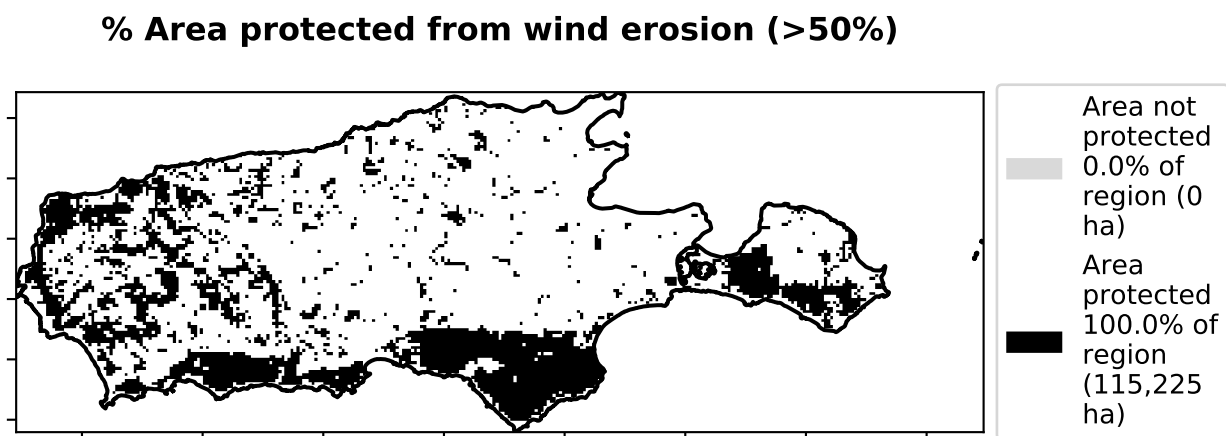 % Area protected from wind erosion (>50%)
Area not
protected
0.0% of
region (0
ha)
Area
protected
100.0% of
region
(115,225
ha)